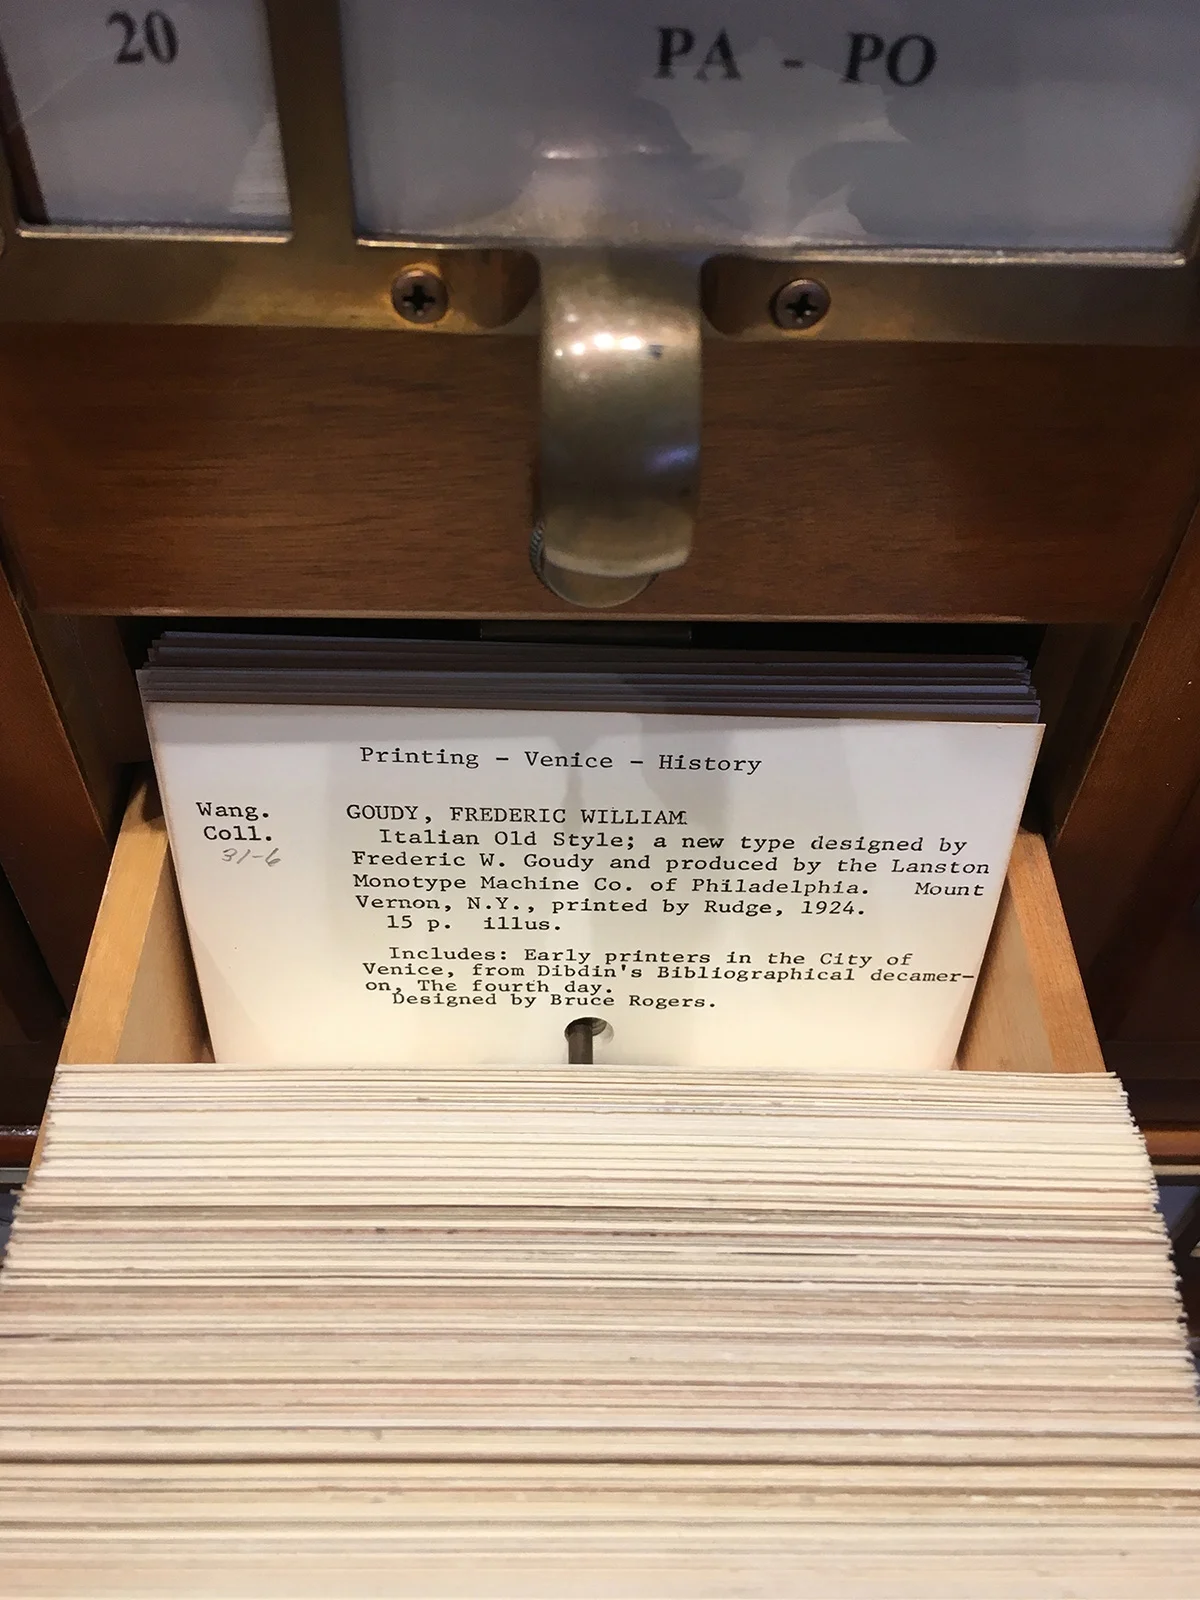 20
PA - PO
Printing - Venice - History
Wang.
Coll.
31-6
GOUDY, FREDERIC WILLIAM
Italian Old Style; a new type designed by
Frederic W. Goudy and produced by the Lanston
Monotype Machine Co. of Philadelphia. Mount
Vernon, N.Y., printed by Rudge, 1924.
15 p. illus.
Includes: Early printers in the City of
Venice, from Dibdin's Bibliographical decamer-
on, The fourth day.
Designed by Bruce Rogers.